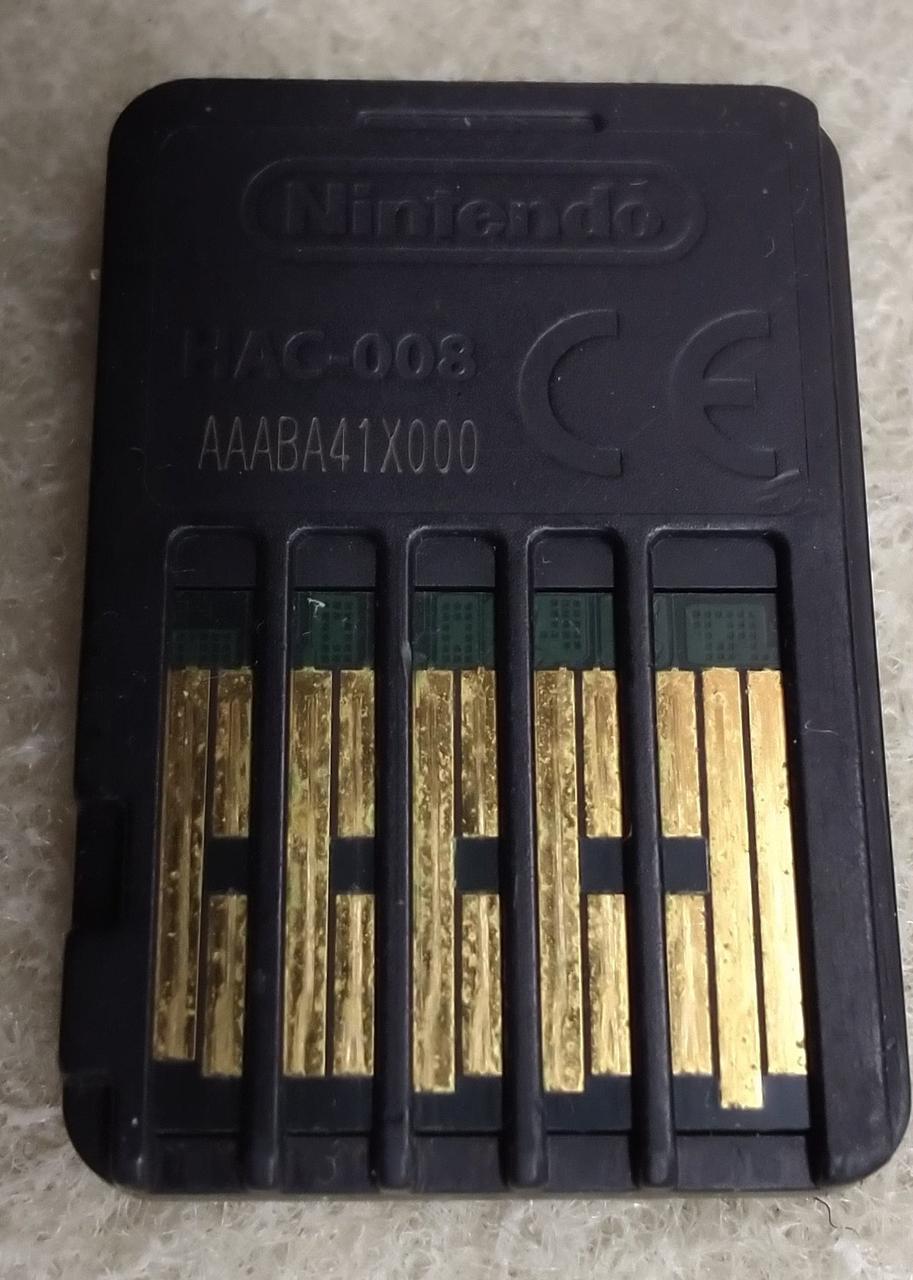 Nintendo
HAC-008
CE
AAABA41X000